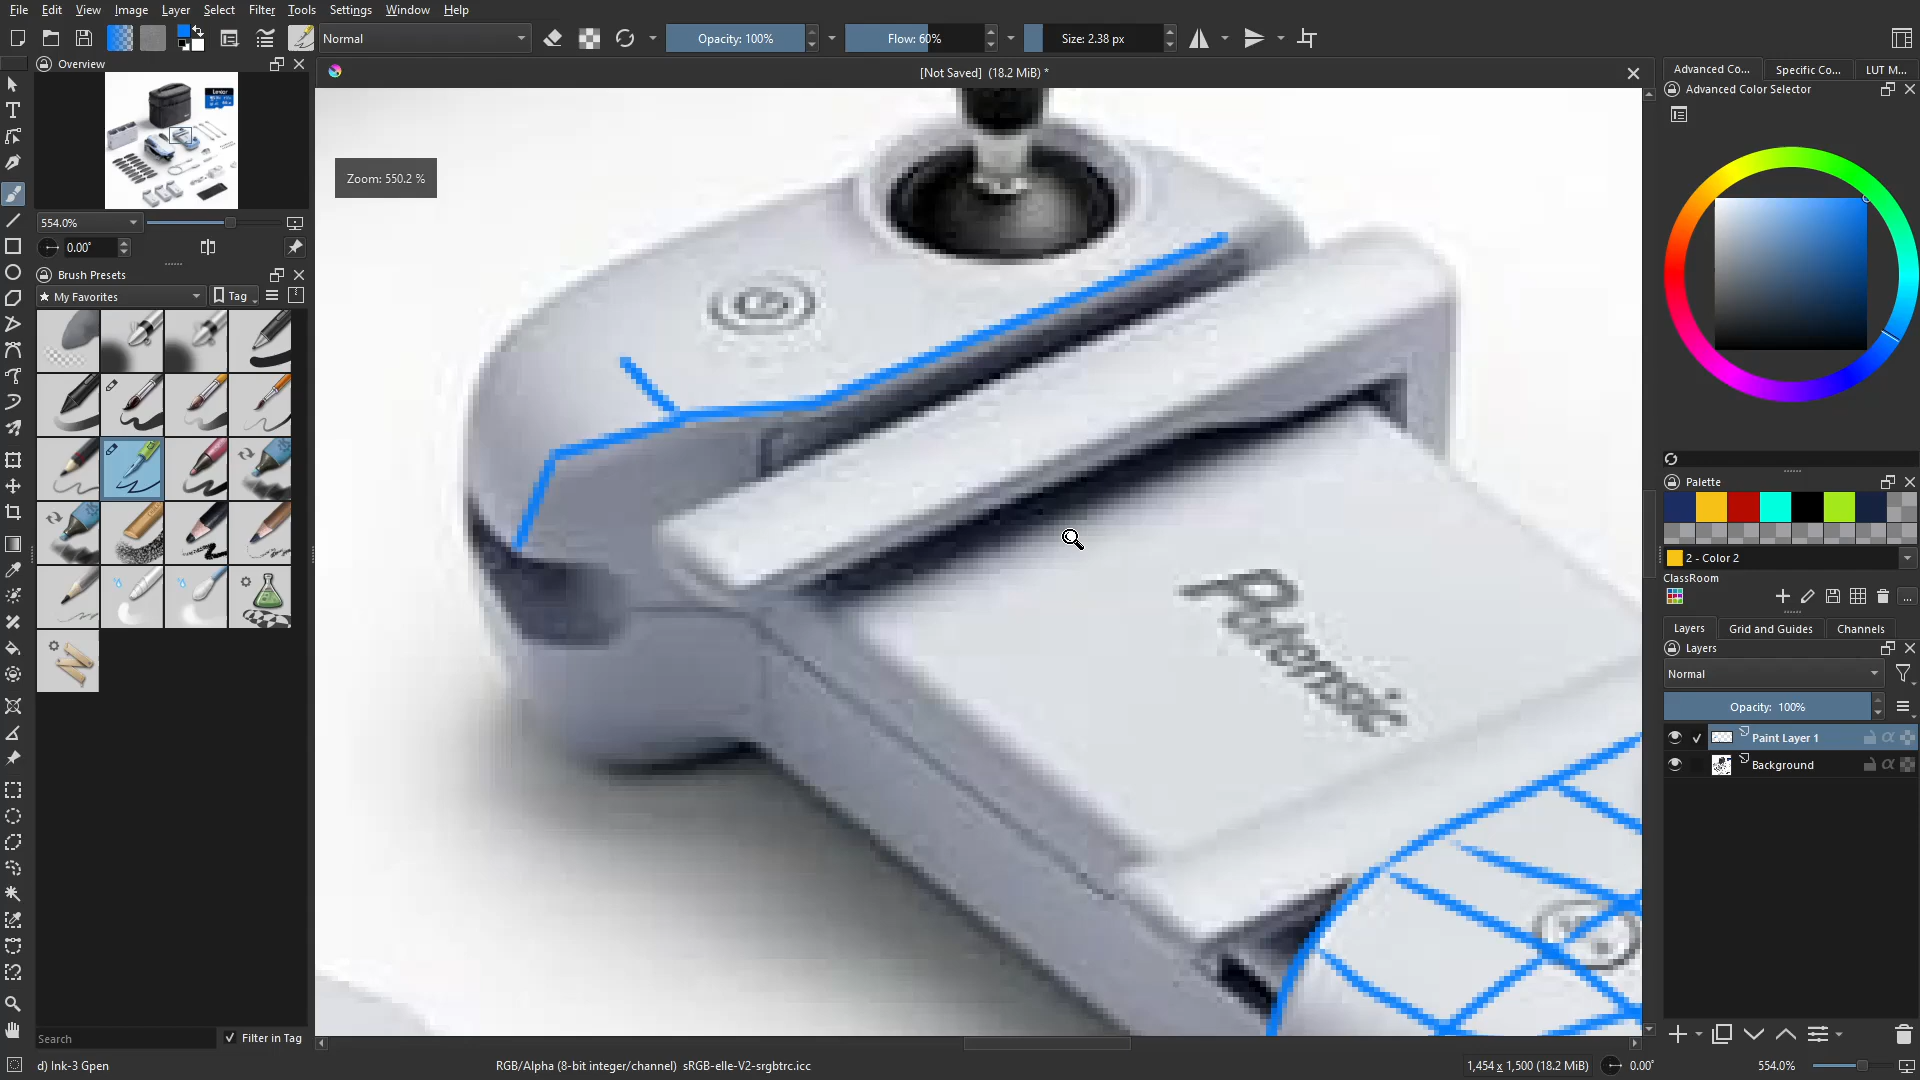 File Edit View Image Layer Select Filter Tools Settings Window Help
Normal
Opacity: 100%
Flow: 60%
Size: 2.38 px
Overview
[Not Saved] (18.2 MiB) *
Advanced Co...
Specific Co...
LUT M...
Advanced Color Selector
Zoom: 550.2 %
554.0%
0.00°
Brush Presets
★ My Favorites
Tag
Potensic
Palette
2 - Color 2
ClassRoom
...
Layers
Grid and Guides
Channels
Layers
Normal
Opacity: 100%
Paint Layer 1
Background
Search
Filter in Tag
d) Ink-3 Gpen
RGB/Alpha (8-bit integer/channel) sRGB-elle-V2-srgbtrc.icc
1,454 x 1,500 (18.2 MiB)
0.00°
554.0%